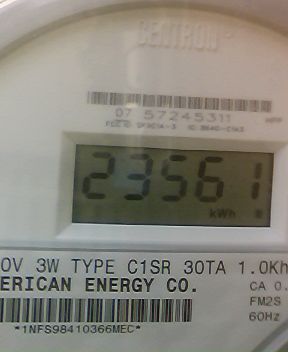 CENTRON
07 57245311
23561
kWh
0V 3W TYPE C1SR 30TA 1.0Kh
ERICAN ENERGY CO. CA 0.
FM2S
60Hz
*1NFS98410366MEC*